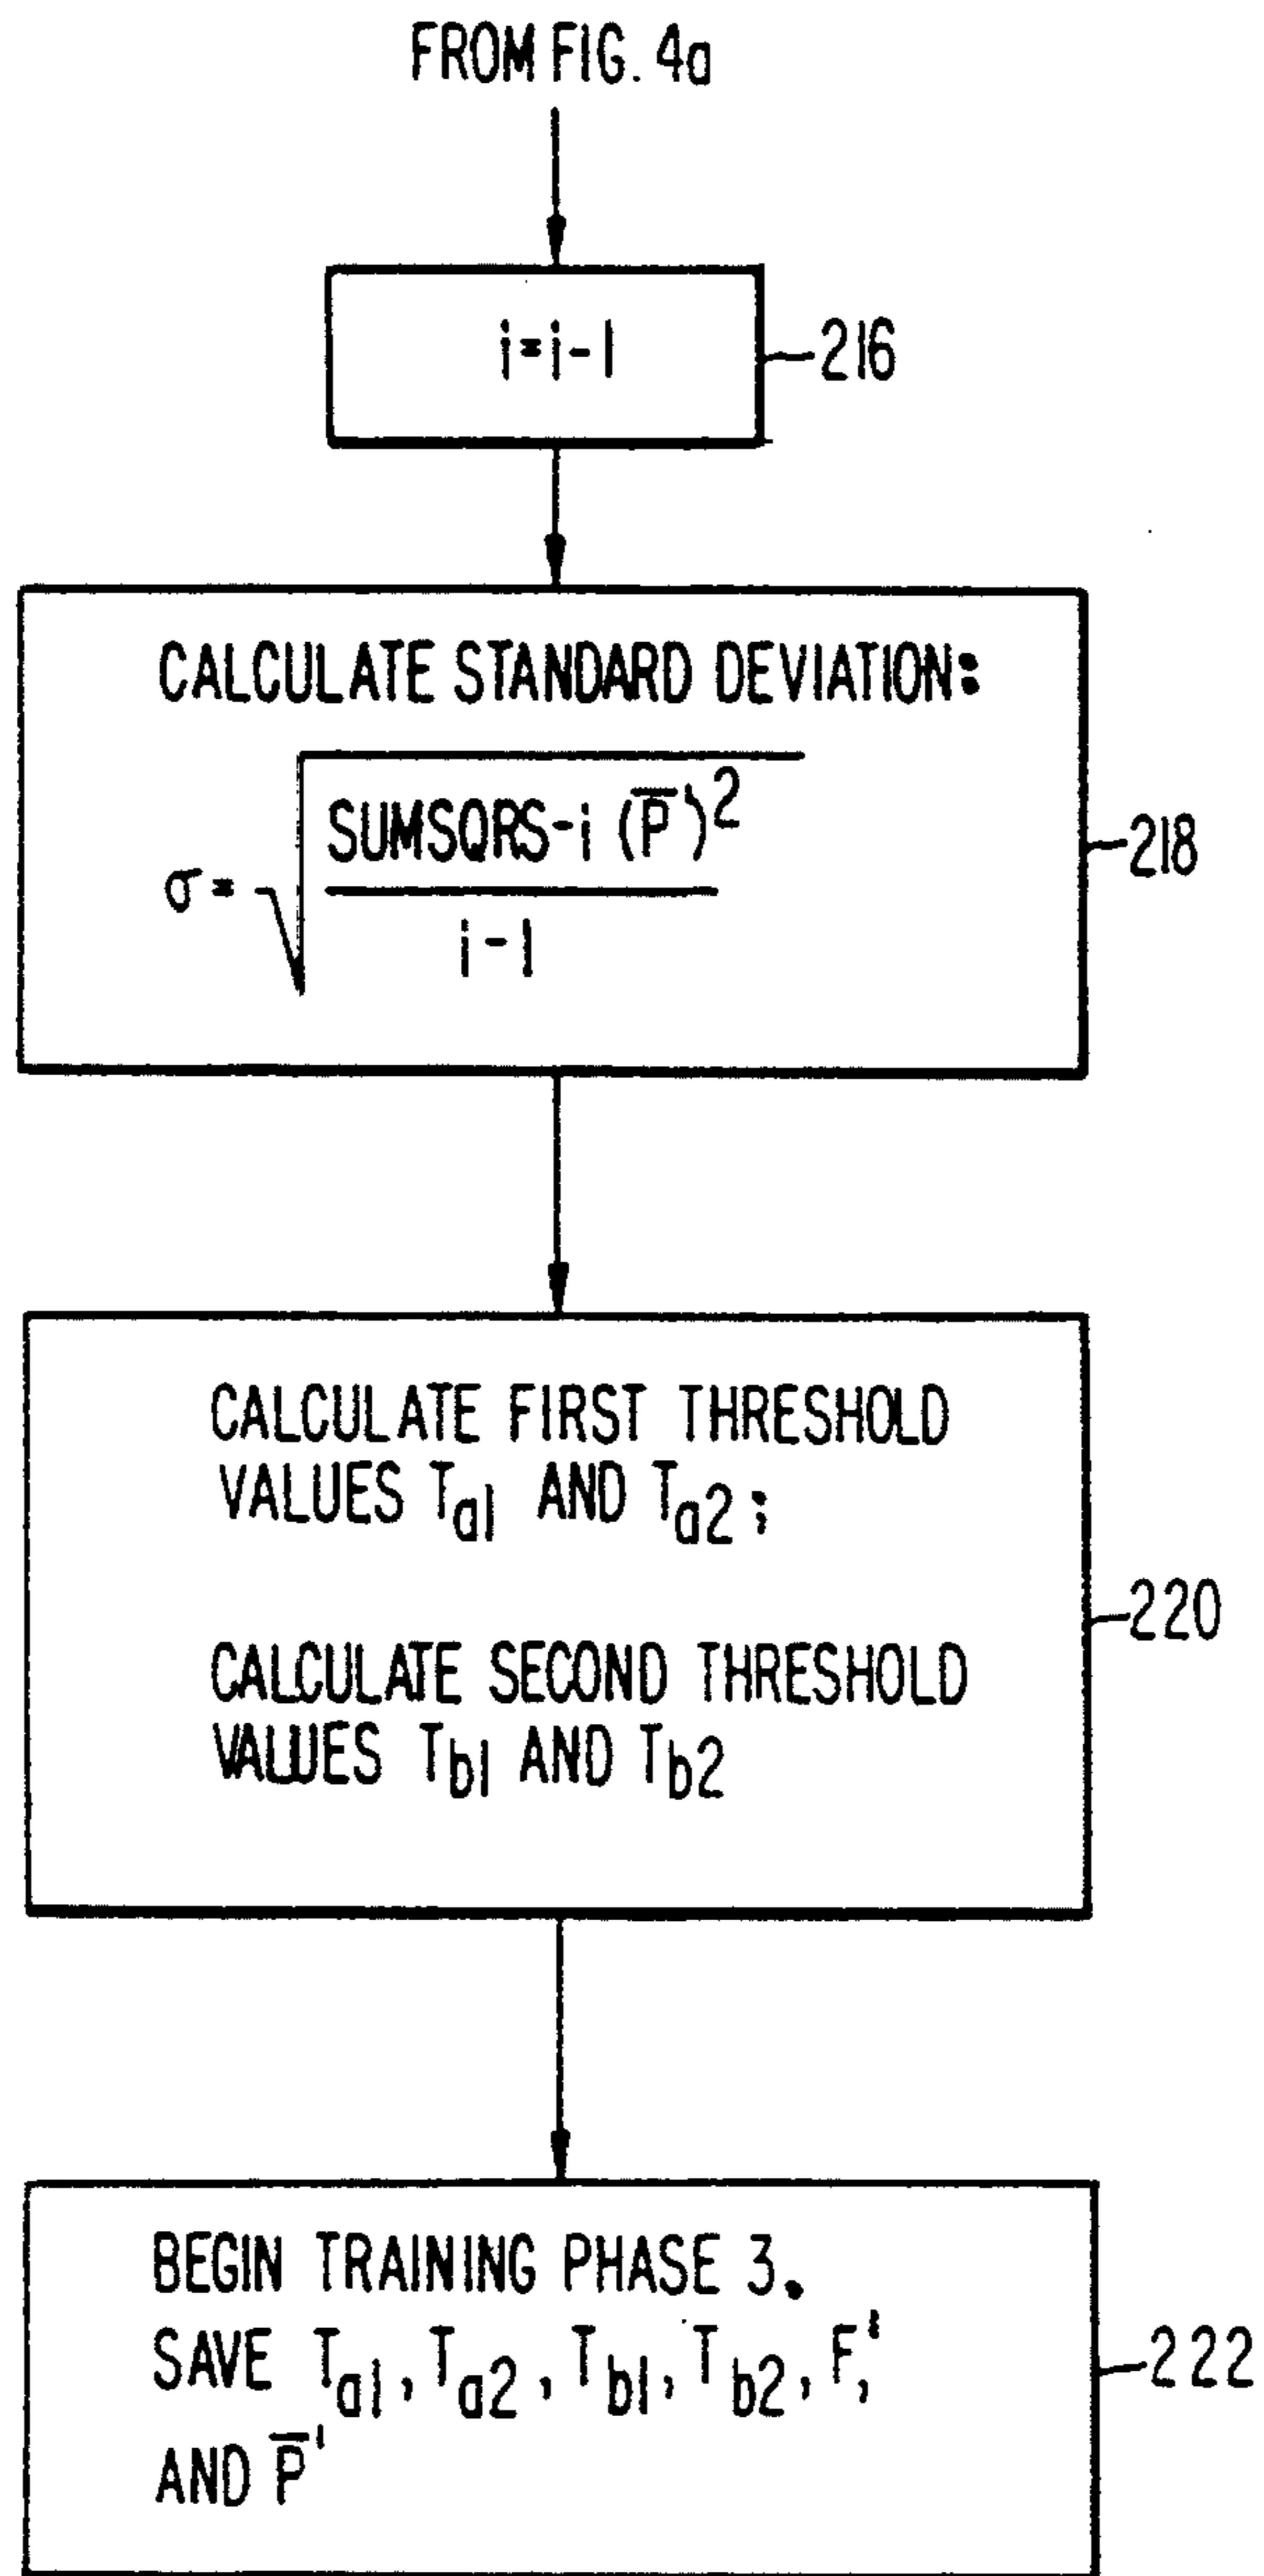 FROM FIG. 4a
i=i-1
216
CALCULATE STANDARD DEVIATION:
σ = √((SUMSQRS-i (P̅')²)/(i-1))
218
CALCULATE FIRST THRESHOLD
VALUES Ta1 AND Ta2;
CALCULATE SECOND THRESHOLD
VALUES Tb1 AND Tb2
220
BEGIN TRAINING PHASE 3.
SAVE Ta1, Ta2, Tb1, Tb2, F',
AND P̅'
222